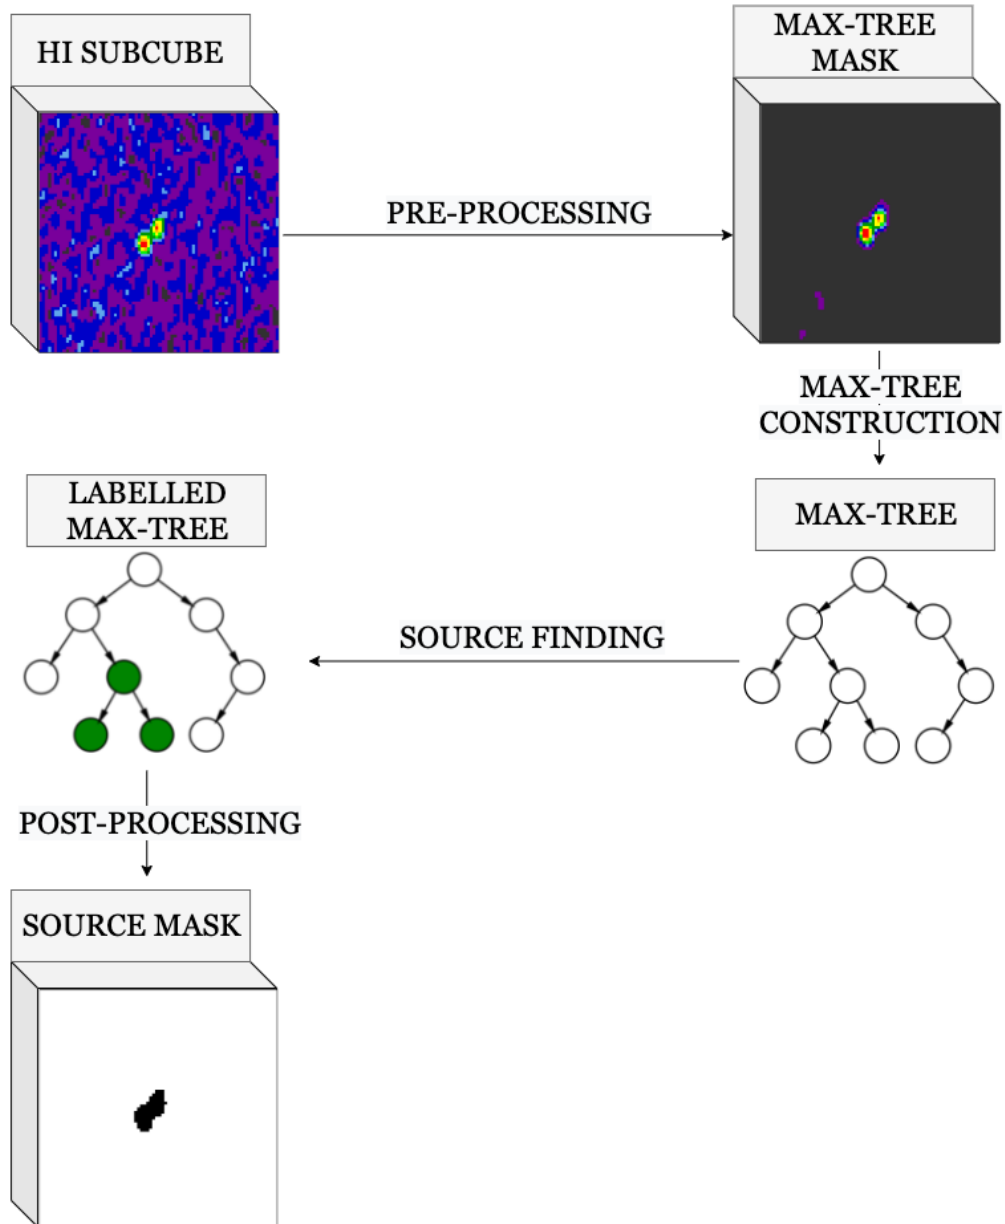 HI SUBCUBE
MAX-TREE
MASK
PRE-PROCESSING
MAX-TREE
CONSTRUCTION
LABELLED
MAX-TREE
MAX-TREE
SOURCE FINDING
POST-PROCESSING
SOURCE MASK